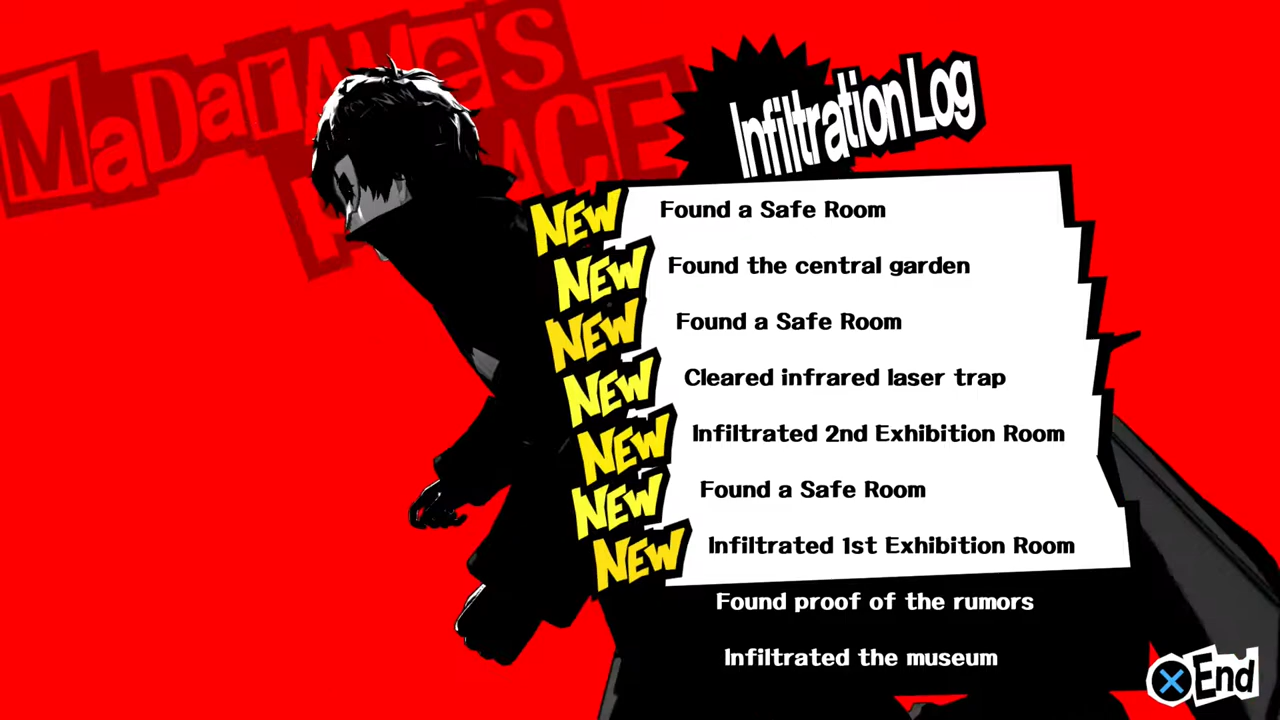 MaDarAMe's
PALACE
Infiltration Log
NEW Found a Safe Room
NEW Found the central garden
NEW Found a Safe Room
NEW Cleared infrared laser trap
NEW Infiltrated 2nd Exhibition Room
NEW Found a Safe Room
NEW Infiltrated 1st Exhibition Room
Found proof of the rumors
Infiltrated the museum
End